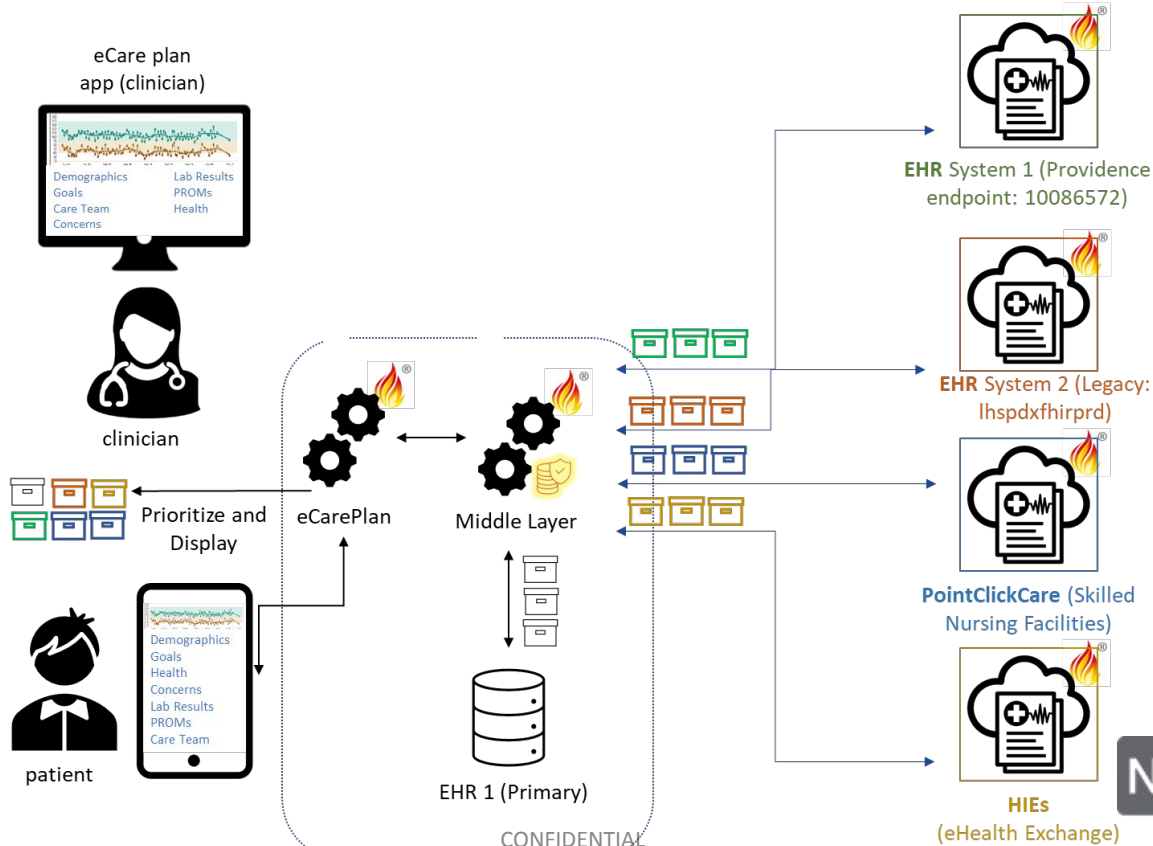 eCare plan
app (clinician)
Demographics
Goals
Care Team
Concerns
Lab Results
PROMs
Health
clinician
Prioritize and
Display
patient
Demographics
Goals
Health
Concerns
Lab Results
PROMs
Care Team
®
eCarePlan
®
Middle Layer
EHR 1 (Primary)
CONFIDENTIAL
®
EHR System 1 (Providence
endpoint: 10086572)
®
EHR System 2 (Legacy:
lhspdxfhirprd)
®
PointClickCare (Skilled
Nursing Facilities)
®
HIEs
(eHealth Exchange)